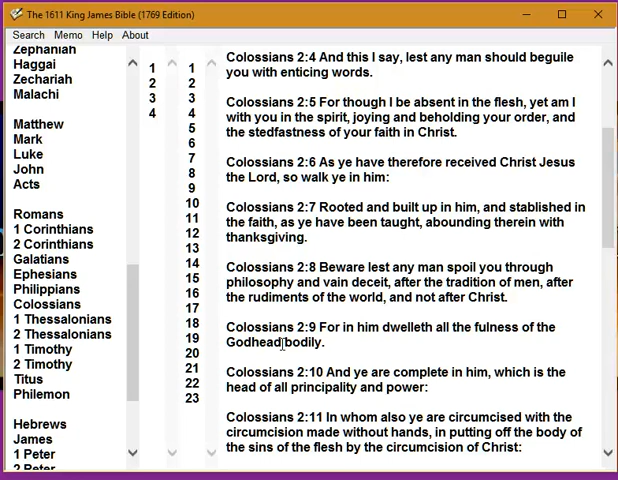 The 1611 King James Bible (1769 Edition)
Search Memo Help About
Zephaniah
Haggai
Zechariah
Malachi
Matthew
Mark
Luke
John
Acts
Romans
1 Corinthians
2 Corinthians
Galatians
Ephesians
Philippians
Colossians
1 Thessalonians
2 Thessalonians
1 Timothy
2 Timothy
Titus
Philemon
Hebrews
James
1 Peter
2 Peter
1
2
3
4
1
2
3
4
5
6
7
8
9
10
11
12
13
14
15
16
17
18
19
20
21
22
23
Colossians 2:4 And this I say, lest any man should beguile
you with enticing words.
Colossians 2:5 For though I be absent in the flesh, yet am I
with you in the spirit, joying and beholding your order, and
the stedfastness of your faith in Christ.
Colossians 2:6 As ye have therefore received Christ Jesus
the Lord, so walk ye in him:
Colossians 2:7 Rooted and built up in him, and stablished in
the faith, as ye have been taught, abounding therein with
thanksgiving.
Colossians 2:8 Beware lest any man spoil you through
philosophy and vain deceit, after the tradition of men, after
the rudiments of the world, and not after Christ.
Colossians 2:9 For in him dwelleth all the fulness of the
Godhead bodily.
Colossians 2:10 And ye are complete in him, which is the
head of all principality and power:
Colossians 2:11 In whom also ye are circumcised with the
circumcision made without hands, in putting off the body of
the sins of the flesh by the circumcision of Christ: